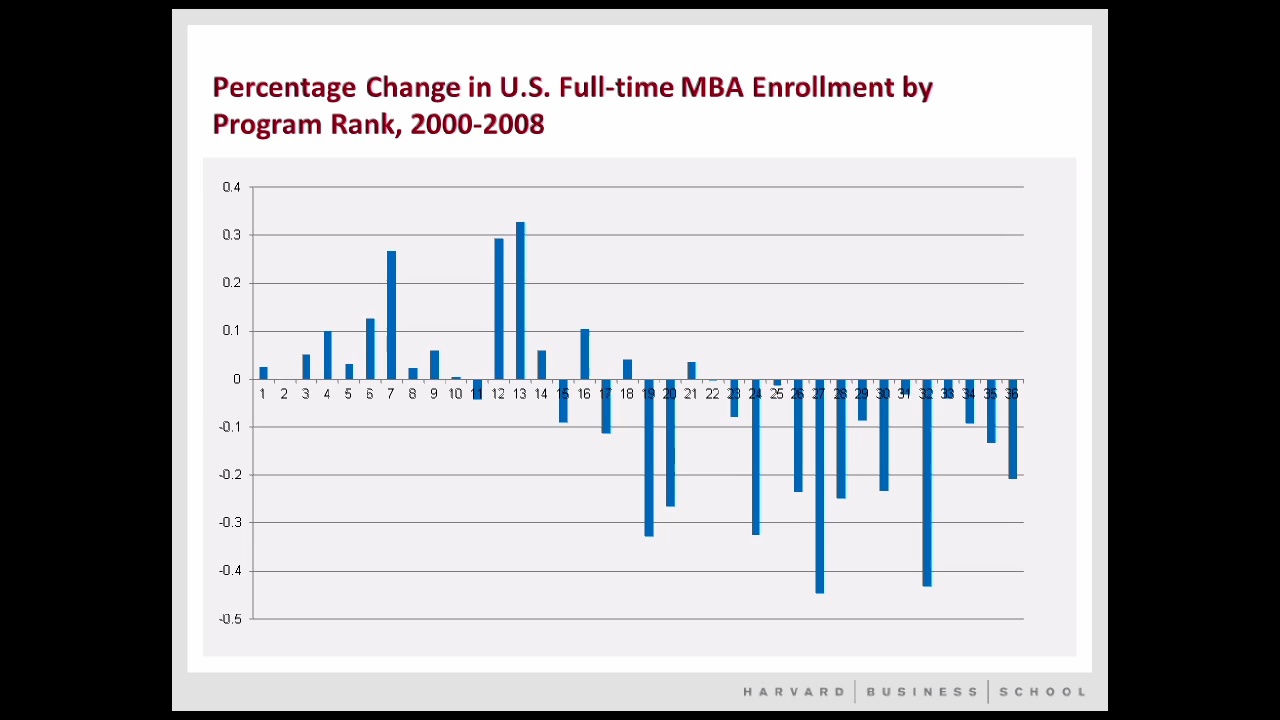 Percentage Change in U.S. Full-time MBA Enrollment by
Program Rank, 2000-2008
0.4
0.3
0.2
0.1
0
-0.1
-0.2
-0.3
-0.4
-0.5
1 2 3 4 5 6 7 8 9 10 11 12 13 14 15 16 17 18 19 20 21 22 23 24 25 26 27 28 29 30 31 32 33 34 35 36
HARVARD BUSINESS SCHOOL